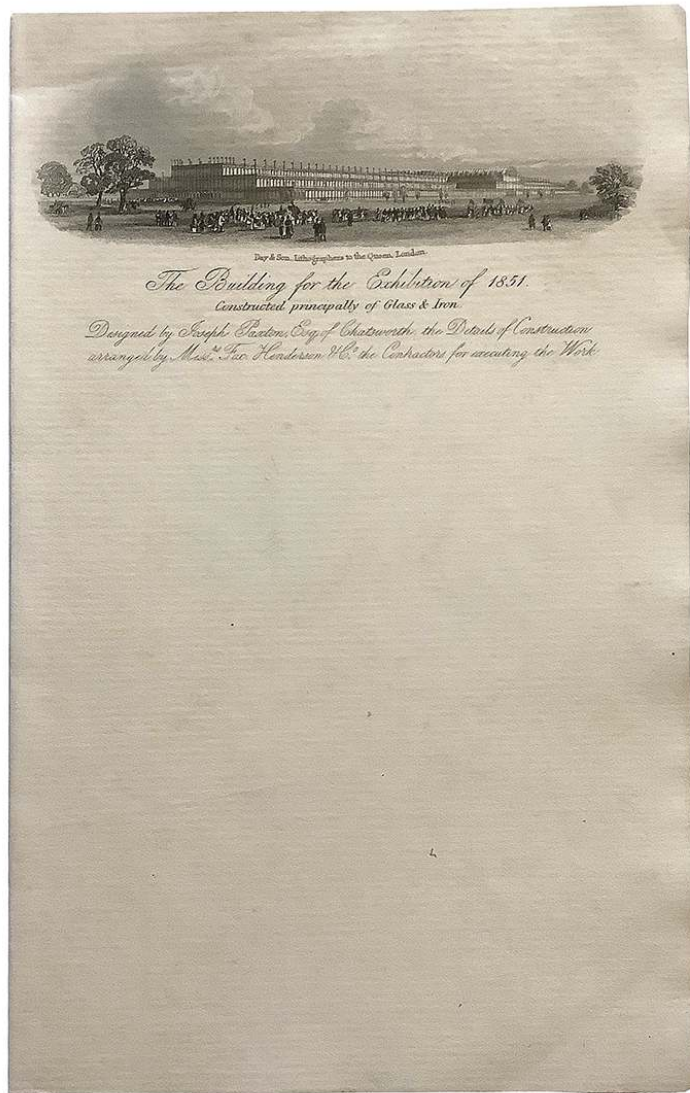 Day & Son, Lithographers to the Queen, London.
The Building for the Exhibition of 1851.
Constructed principally of Glass & Iron
Designed by Joseph Paxton, Esq. of Chatsworth, the Details of Construction
arranged by Mess.rs Fox Henderson & C.o the Contractors for executing the Work